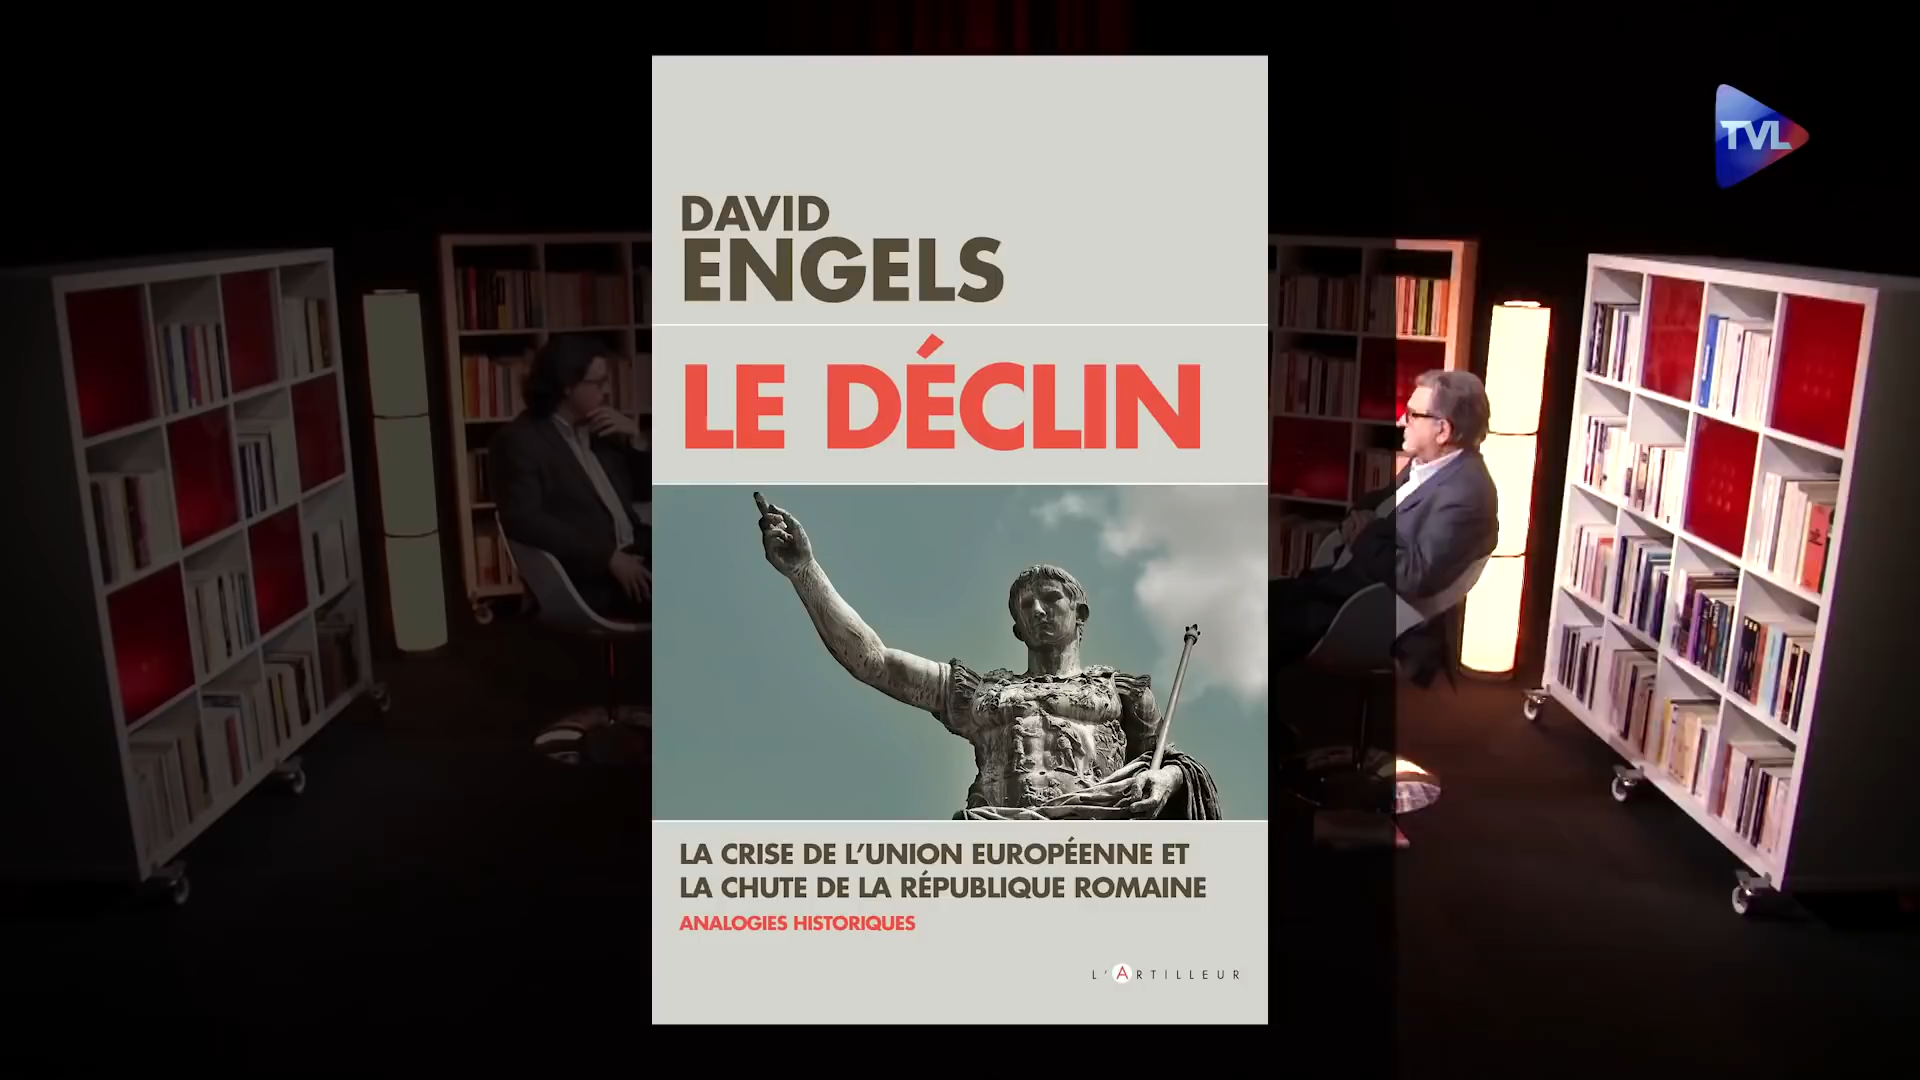 TVL
DAVID
ENGELS
LE DÉCLIN
LA CRISE DE L'UNION EUROPÉENNE ET
LA CHUTE DE LA RÉPUBLIQUE ROMAINE
ANALOGIES HISTORIQUES
L'ARTILLEUR